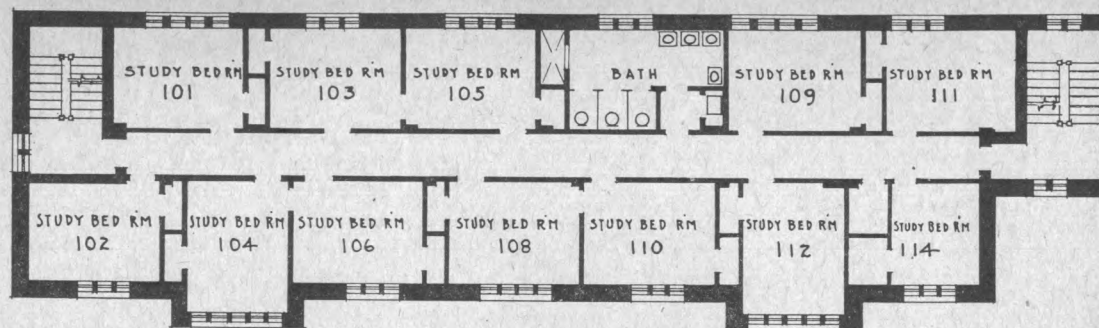 STUDY BED RM
101
STUDY BED RM
103
STUDY BED RM
105
BATH
STUDY BED RM
109
STUDY BED RM
111
STUDY BED RM
102
STUDY BED RM
104
STUDY BED RM
106
STUDY BED RM
108
STUDY BED RM
110
STUDY BED RM
112
STUDY BED RM
114